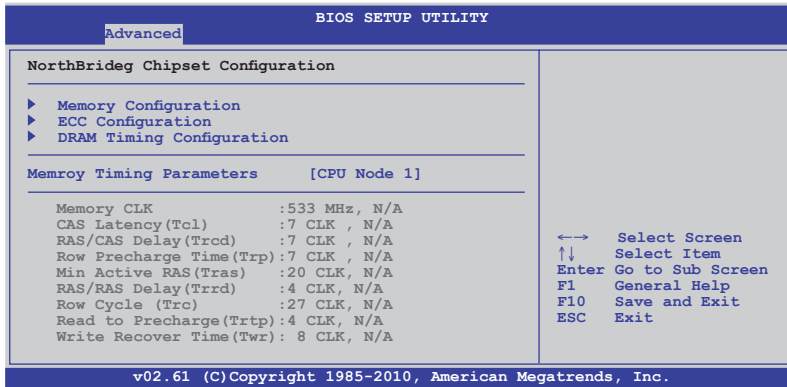 BIOS SETUP UTILITY
Advanced
NorthBrideg Chipset Configuration
Memory Configuration
ECC Configuration
DRAM Timing Configuration
Memroy Timing Parameters [CPU Node 1]
Memory CLK :533 MHz, N/A
CAS Latency(Tcl) :7 CLK , N/A
RAS/CAS Delay(Trcd) :7 CLK , N/A
Row Precharge Time(Trp):7 CLK , N/A
Min Active RAS(Tras) :20 CLK, N/A
RAS/RAS Delay(Trrd) :4 CLK, N/A
Row Cycle (Trc) :27 CLK, N/A
Read to Precharge(Trtp):4 CLK, N/A
Write Recover Time(Twr): 8 CLK, N/A
←→ Select Screen
↑↓ Select Item
Enter Go to Sub Screen
F1 General Help
F10 Save and Exit
ESC Exit
v02.61 (C)Copyright 1985-2010, American Megatrends, Inc.